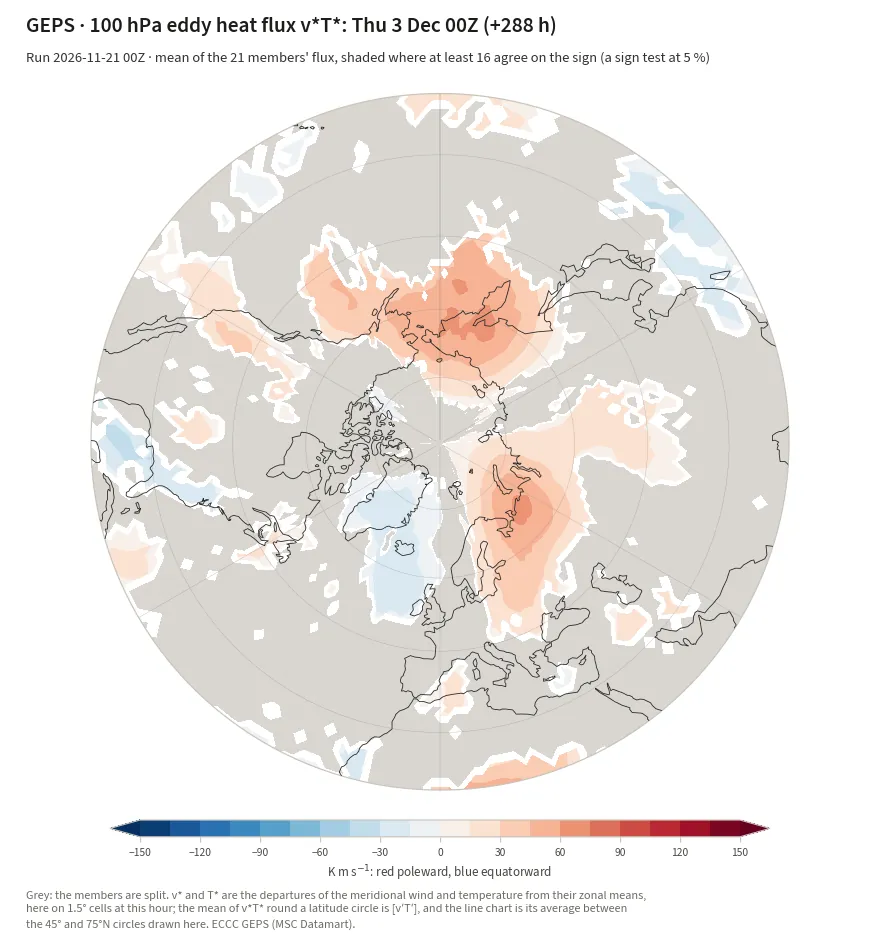 GEPS · 100 hPa eddy heat flux v*T*: Thu 3 Dec 00Z (+288 h)
Run 2026-11-21 00Z · mean of the 21 members' flux, shaded where at least 16 agree on the sign (a sign test at 5 %)
−150 −120 −90 −60 −30 0 30 60 90 120 150
K m s⁻¹: red poleward, blue equatorward
Grey: the members are split. v* and T* are the departures of the meridional wind and temperature from their zonal means,
here on 1.5° cells at this hour; the mean of v*T* round a latitude circle is [v'T'], and the line chart is its average between
the 45° and 75°N circles drawn here. ECCC GEPS (MSC Datamart).